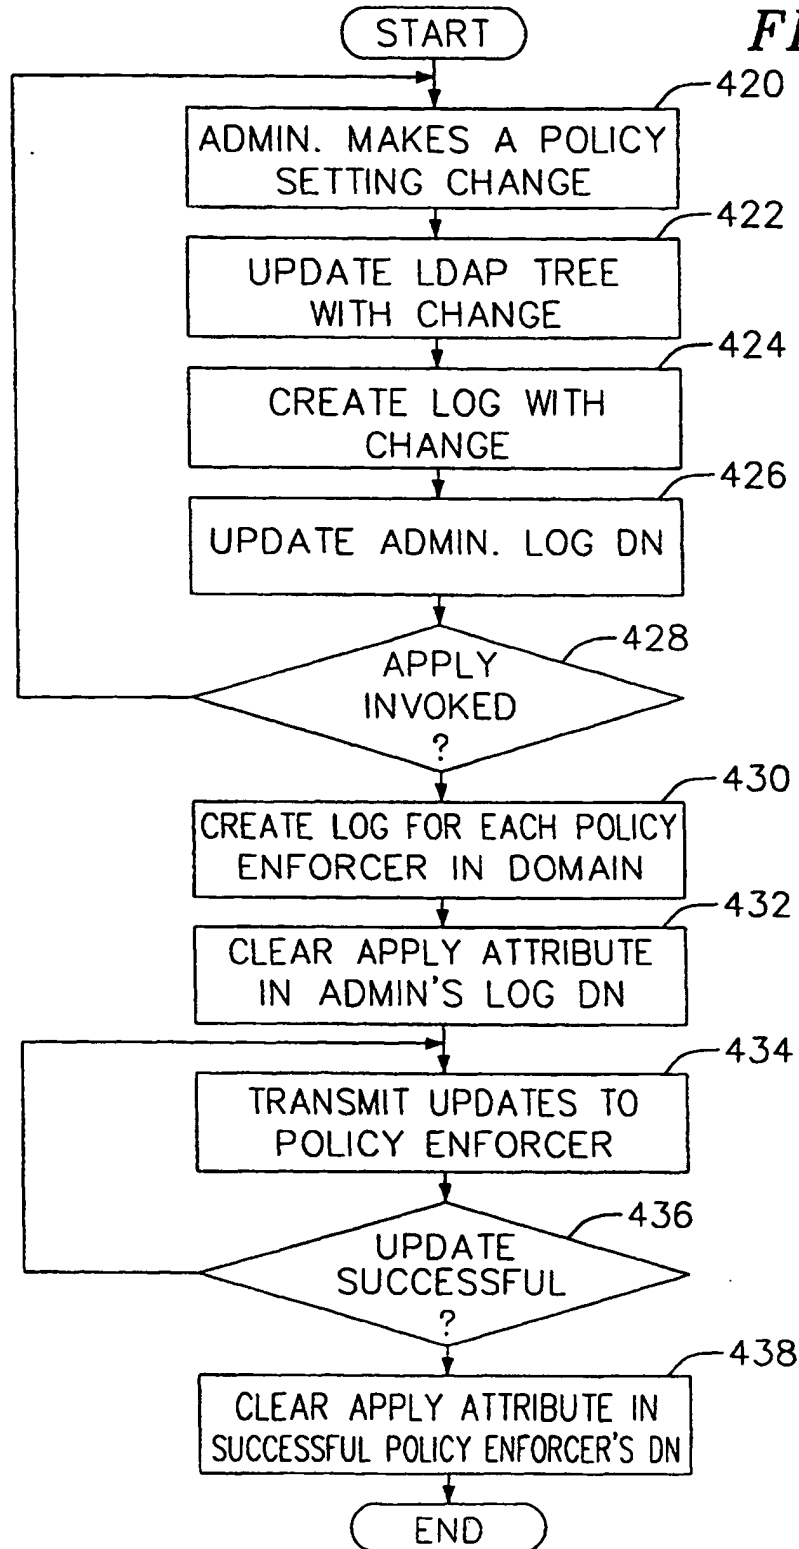 START
420
ADMIN. MAKES A POLICY
SETTING CHANGE
422
UPDATE LDAP TREE
WITH CHANGE
424
CREATE LOG WITH
CHANGE
426
UPDATE ADMIN. LOG DN
428
APPLY
INVOKED
?
430
CREATE LOG FOR EACH POLICY
ENFORCER IN DOMAIN
432
CLEAR APPLY ATTRIBUTE
IN ADMIN'S LOG DN
434
TRANSMIT UPDATES TO
POLICY ENFORCER
436
UPDATE
SUCCESSFUL
?
438
CLEAR APPLY ATTRIBUTE IN
SUCCESSFUL POLICY ENFORCER'S DN
END